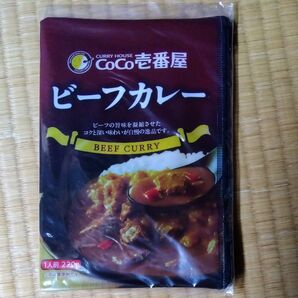 CURRY HOUSE
CoCo壱番屋
ビーフカレー
ビーフの旨味を凝縮させた
コクと深い味わいが自慢の逸品です。
BEEF CURRY
1人前 220g